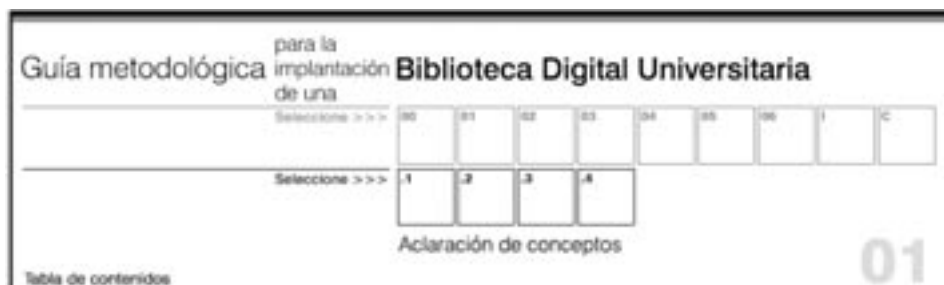 Guía metodológica para la implantación de una Biblioteca Digital Universitaria
Seleccione >>> 00 01 02 03 04 05 06 I C
Seleccione >>> .1 .2 .3 .4
Aclaración de conceptos
01
Tabla de contenidos